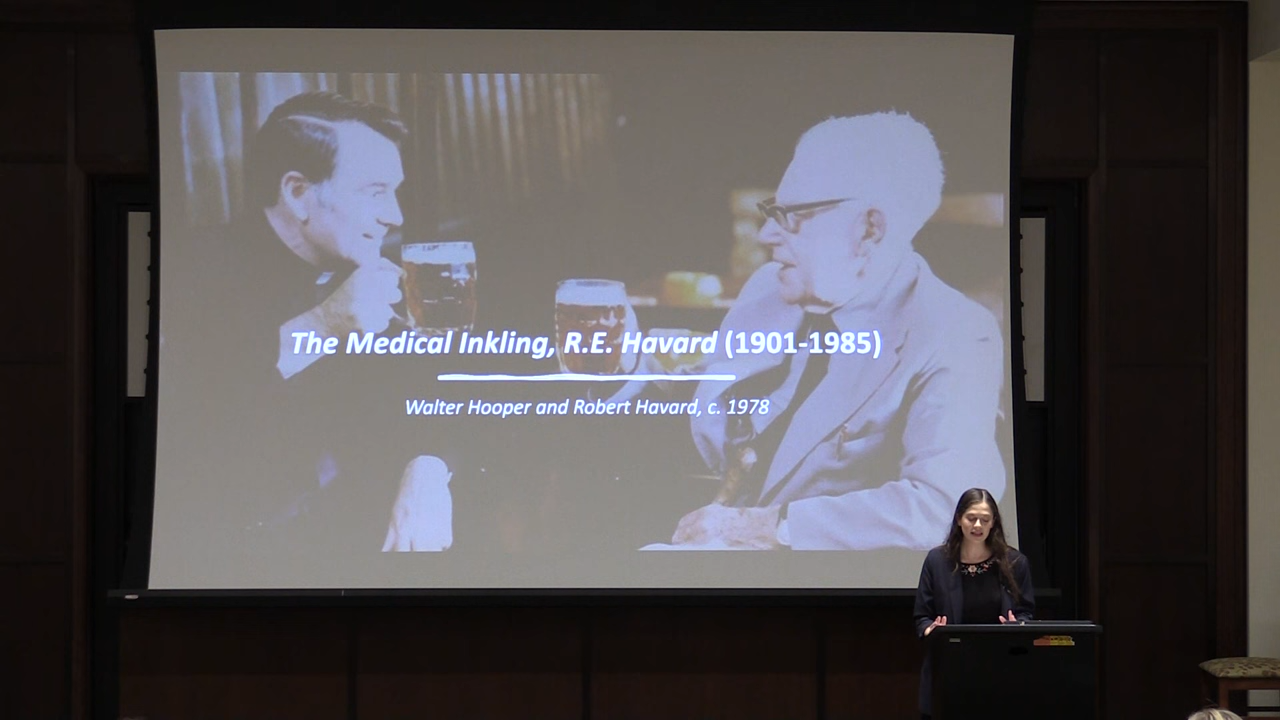 The Medical Inkling, R.E. Havard (1901-1985)
Walter Hooper and Robert Havard, c. 1978